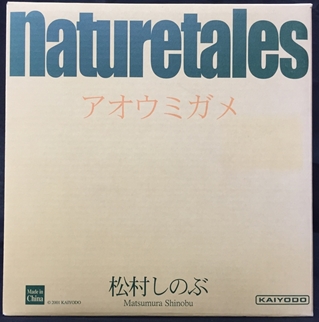 naturetales
アオウミガメ
松村しのぶ
Matsumura Shinobu
Made in
China
© 2001 KAIYODO
KAIYODO